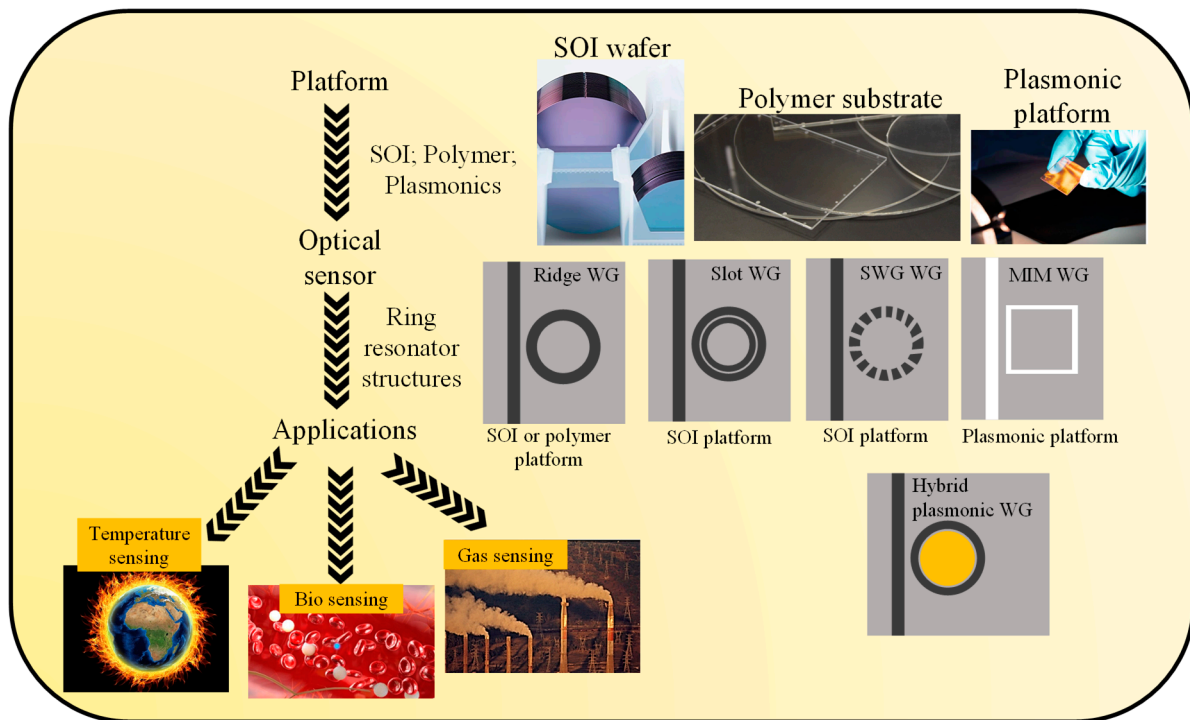 Platform
SOI; Polymer;
Plasmonics
Optical
sensor
Ring
resonator
structures
Applications
Temperature
sensing
Bio sensing
Gas sensing
SOI wafer
Polymer substrate
Plasmonic
platform
Ridge WG
Slot WG
SWG WG
MIM WG
SOI or polymer
platform
SOI platform
SOI platform
Plasmonic platform
Hybrid
plasmonic WG